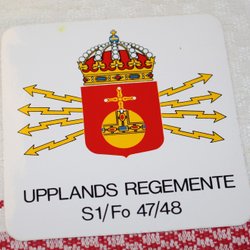 UPPLANDS REGEMENTE
S1/Fo 47/48